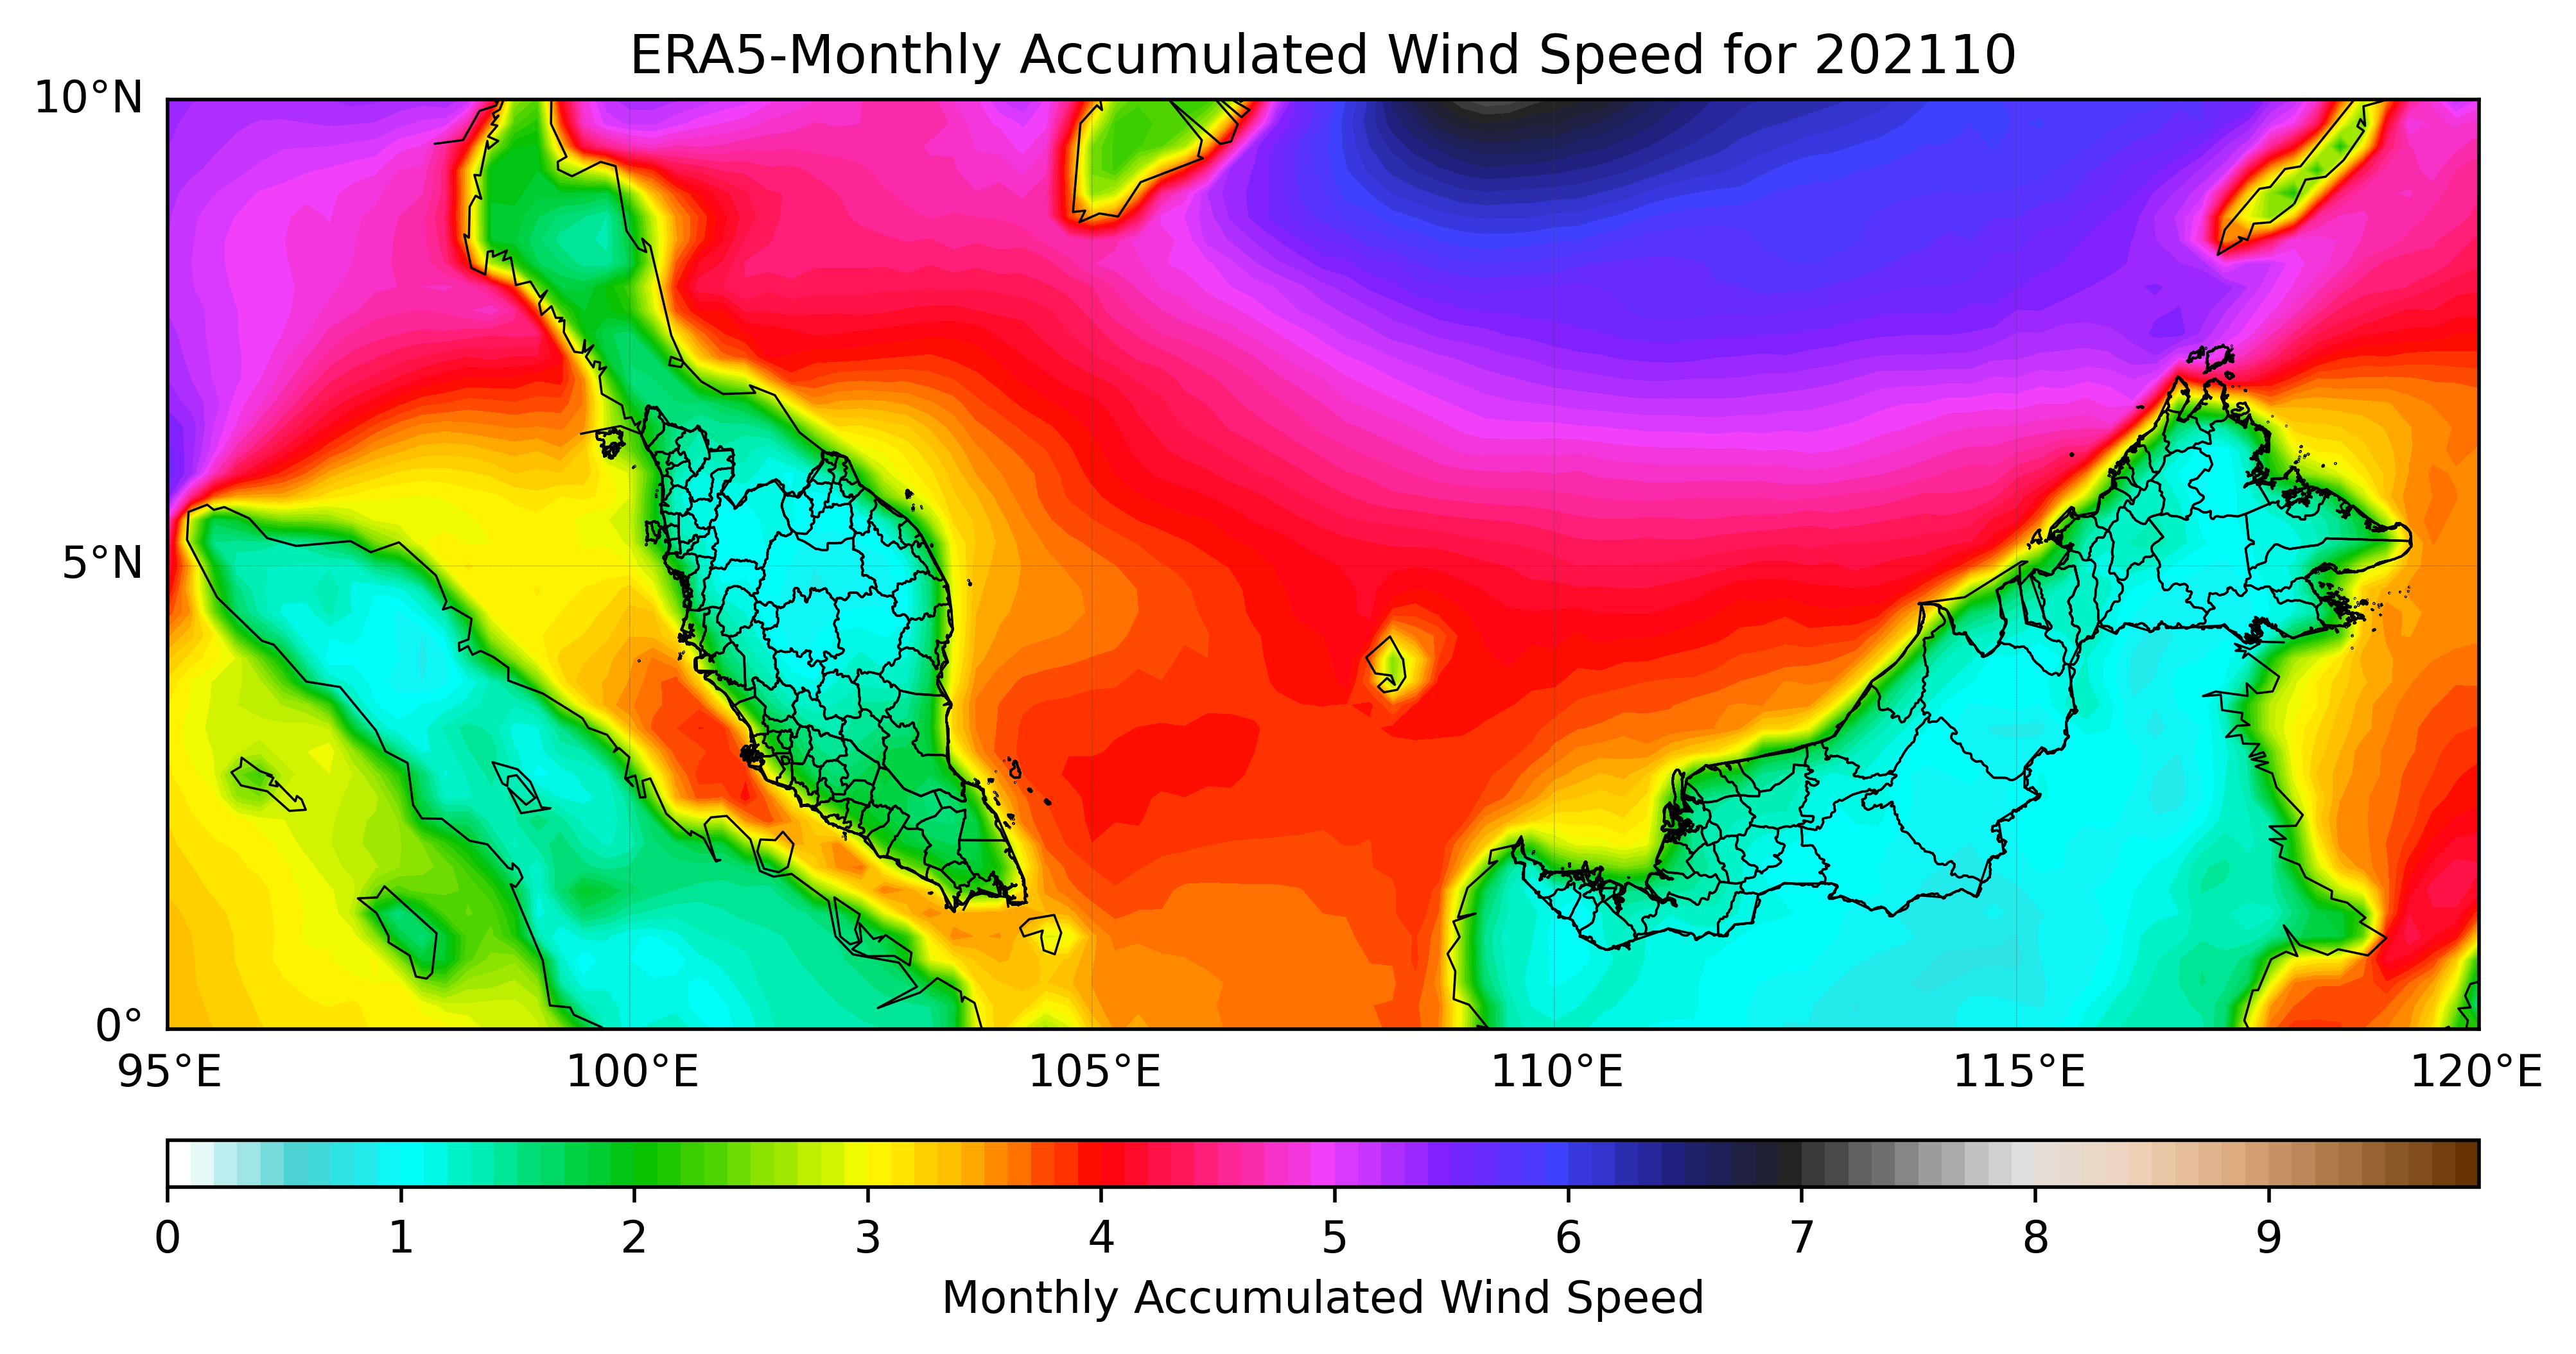 ERA5-Monthly Accumulated Wind Speed for 202110
10°N
5°N
0°
95°E 100°E 105°E 110°E 115°E 120°E
0 1 2 3 4 5 6 7 8 9
Monthly Accumulated Wind Speed